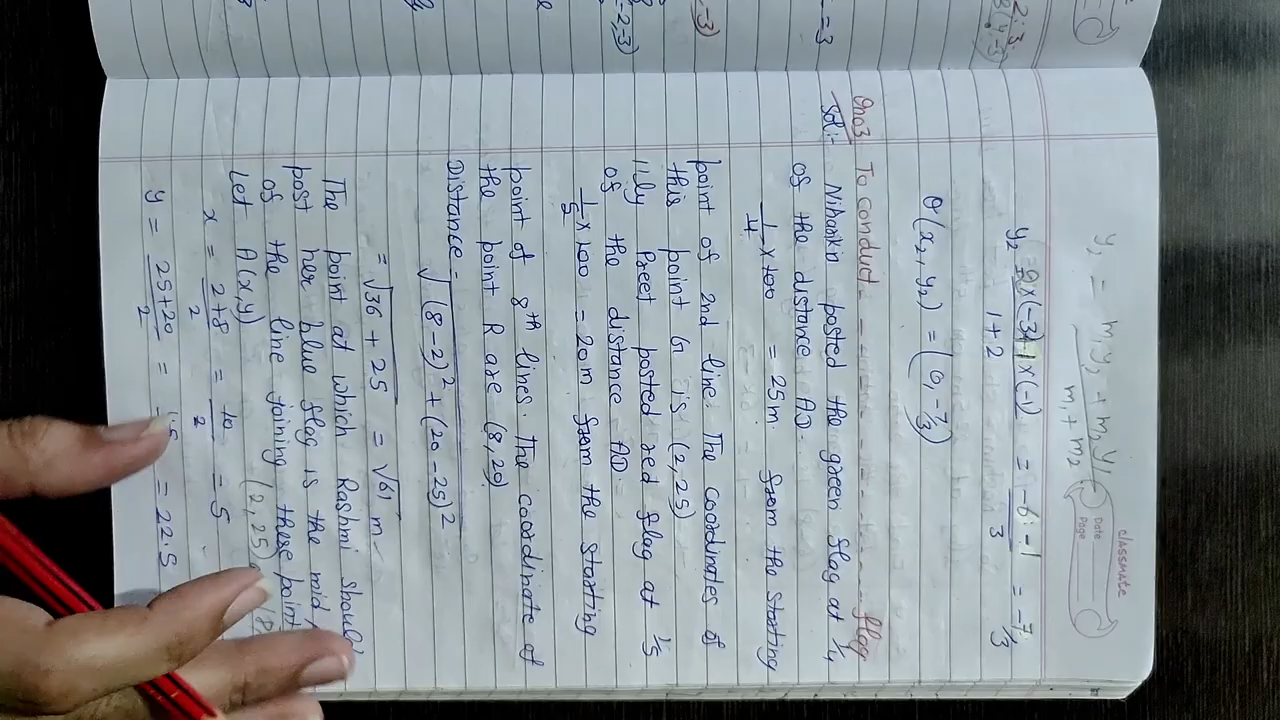 classmate
Date
Page
y₁ = m₁y₂ + m₂y₁
m₁ + m₂
y₂ = 2×(-3)+1×(-1) = -6-1 = -7/3
1+2 3
Q(x₂, y₂) = (0, -7/3)
Qno3 To conduct - - - - - - flag
Sol:- Niharika posted the green flag at 1/4
of the distance AD.
1/4 × 100 = 25m from the starting
point of 2nd line. The coordinates of
this point G is (2,25)
111ly Preet posted red flag at 1/5
of the distance AD.
1/5 × 100 = 20m from the starting
point of 8th lines. The coordinate of
the point R are (8,20)
Distance = √(8-2)² + (20-25)²
= √36 + 25 = √61 m
The point at which Rashmi should
post her blue flag is the mid
of the line joining these point
Let A(x,y) (2,25)
x = 2+8 = 10 = 5
2 2
y = 25+20 = = 22.5
2